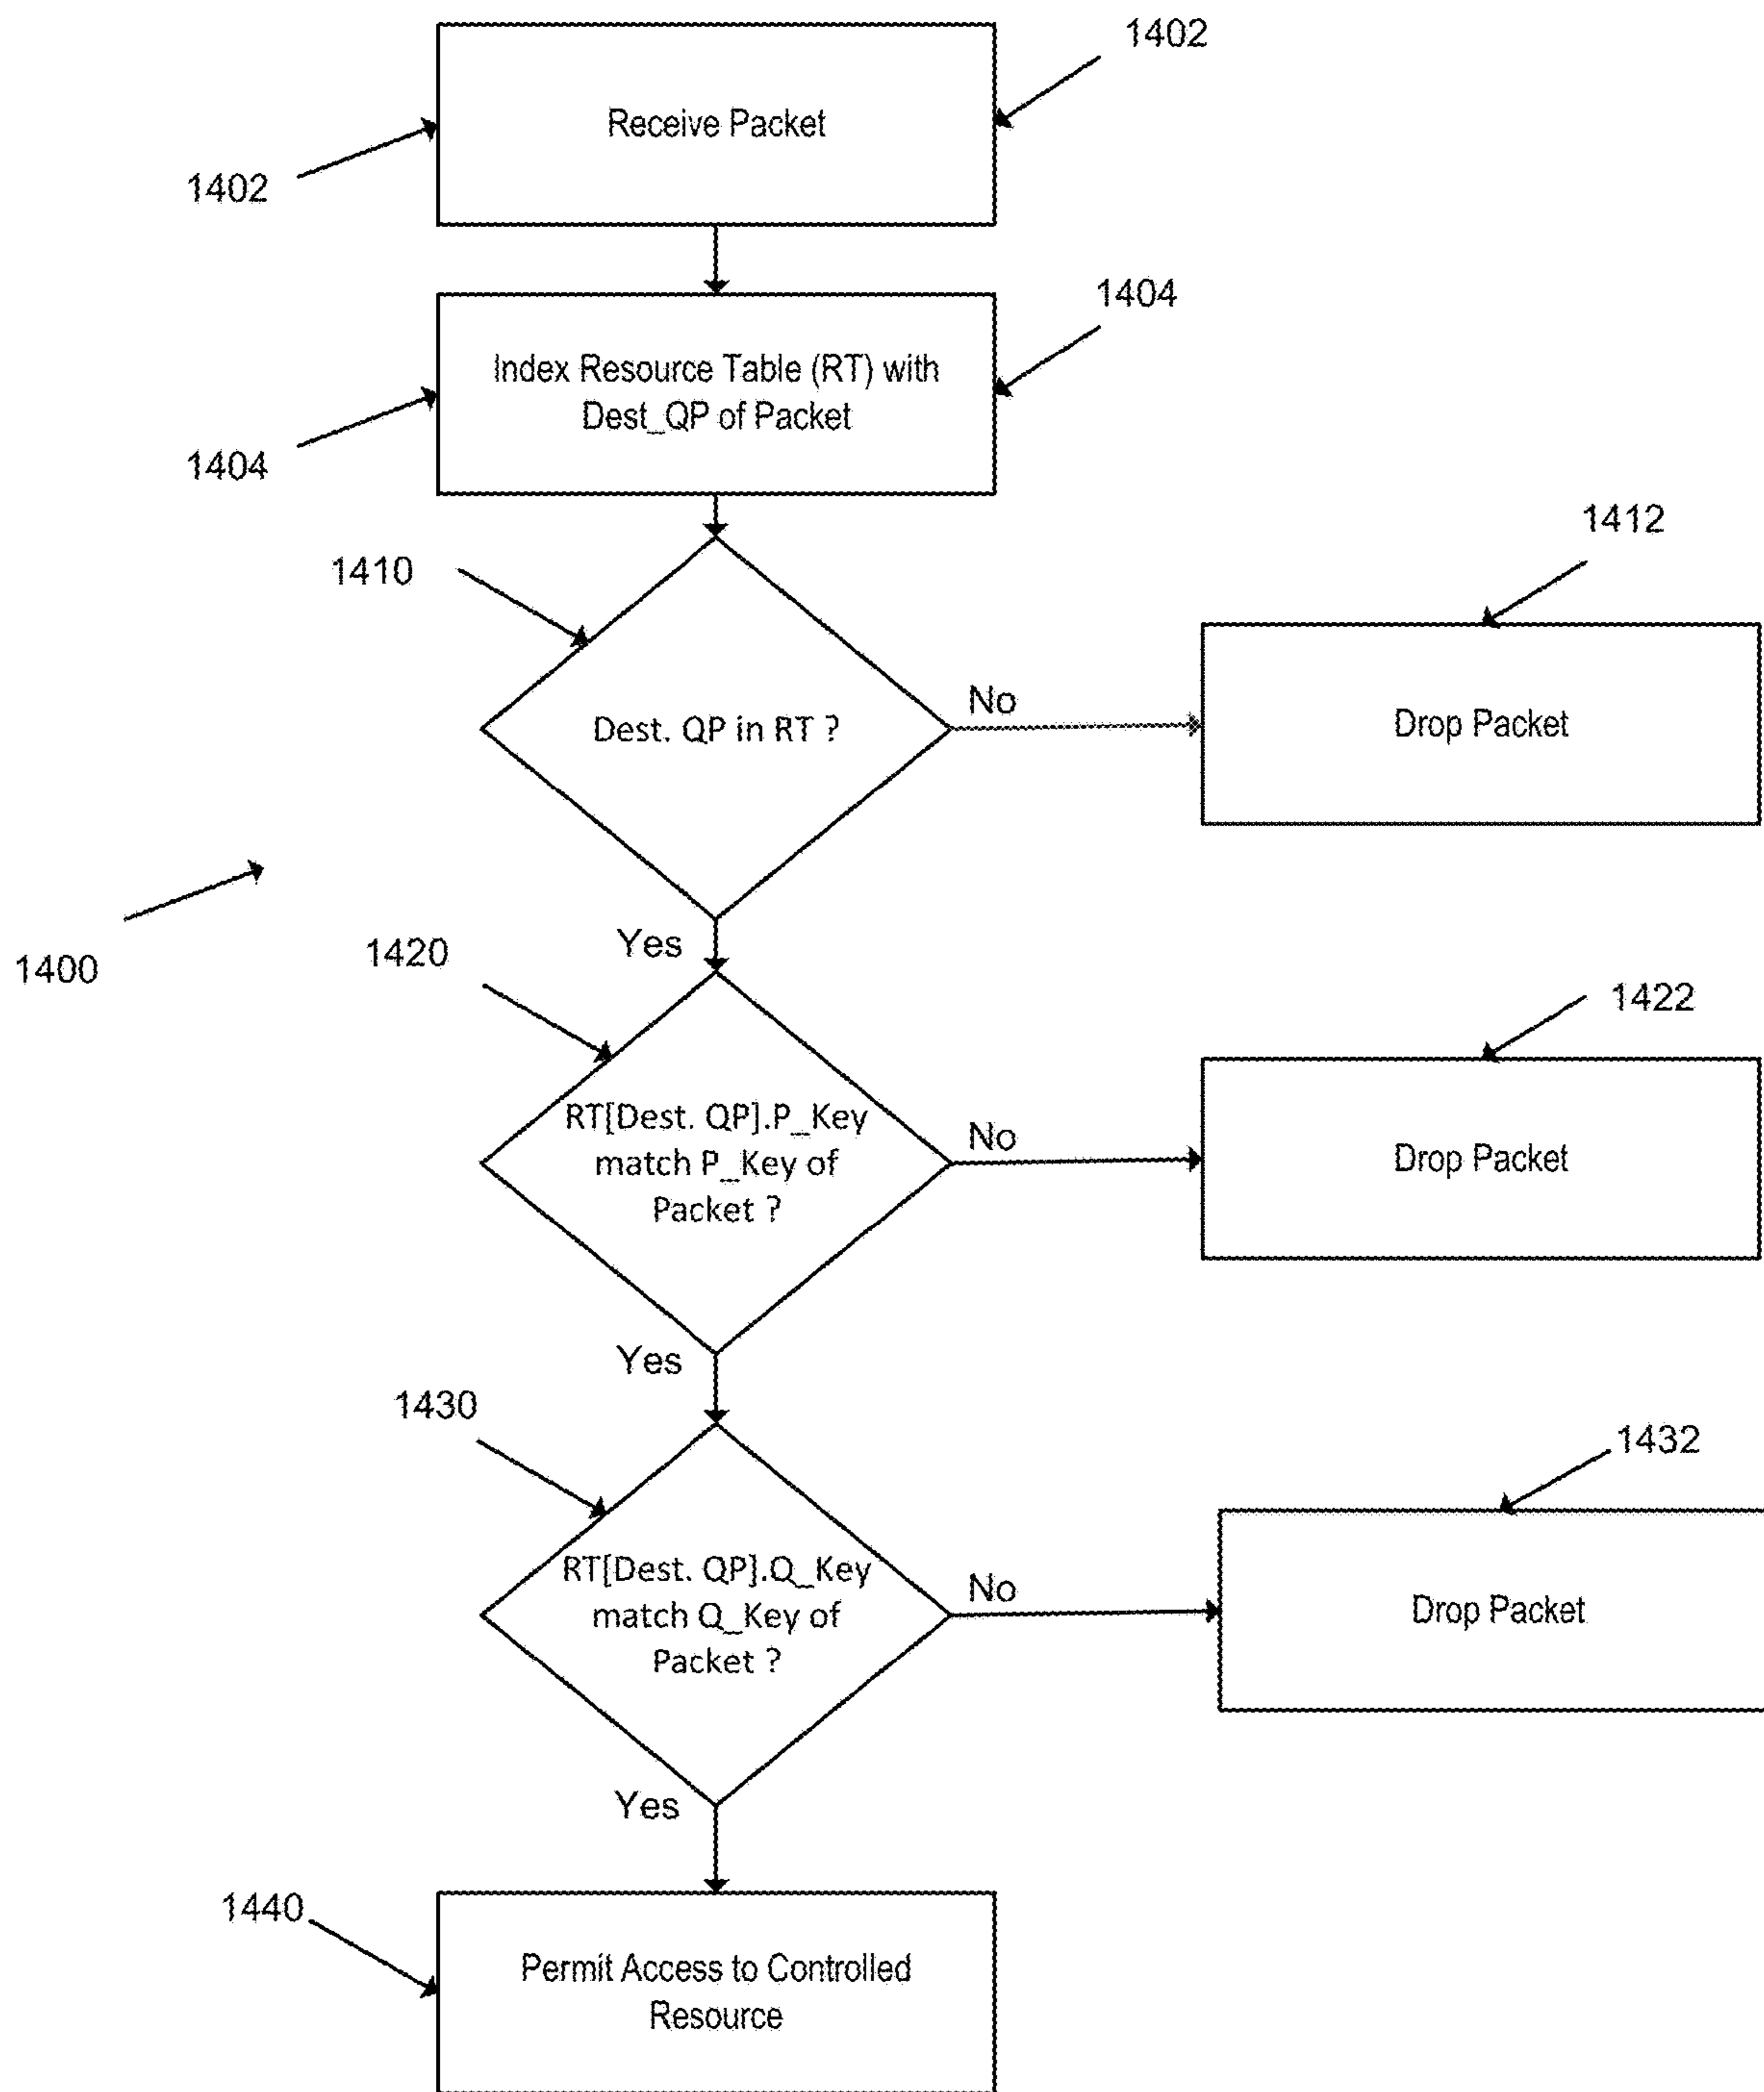 1402
Receive Packet
1402
1404
Index Resource Table (RT) with
Dest_QP of Packet
1404
1412
1410
Dest. QP in RT ?
No
Drop Packet
1400
Yes
1420
1422
RT[Dest. QP].P_Key
match P_Key of
Packet ?
No
Drop Packet
Yes
1430
1432
RT[Dest. QP].Q_Key
match Q_Key of
Packet ?
No
Drop Packet
Yes
1440
Permit Access to Controlled
Resource